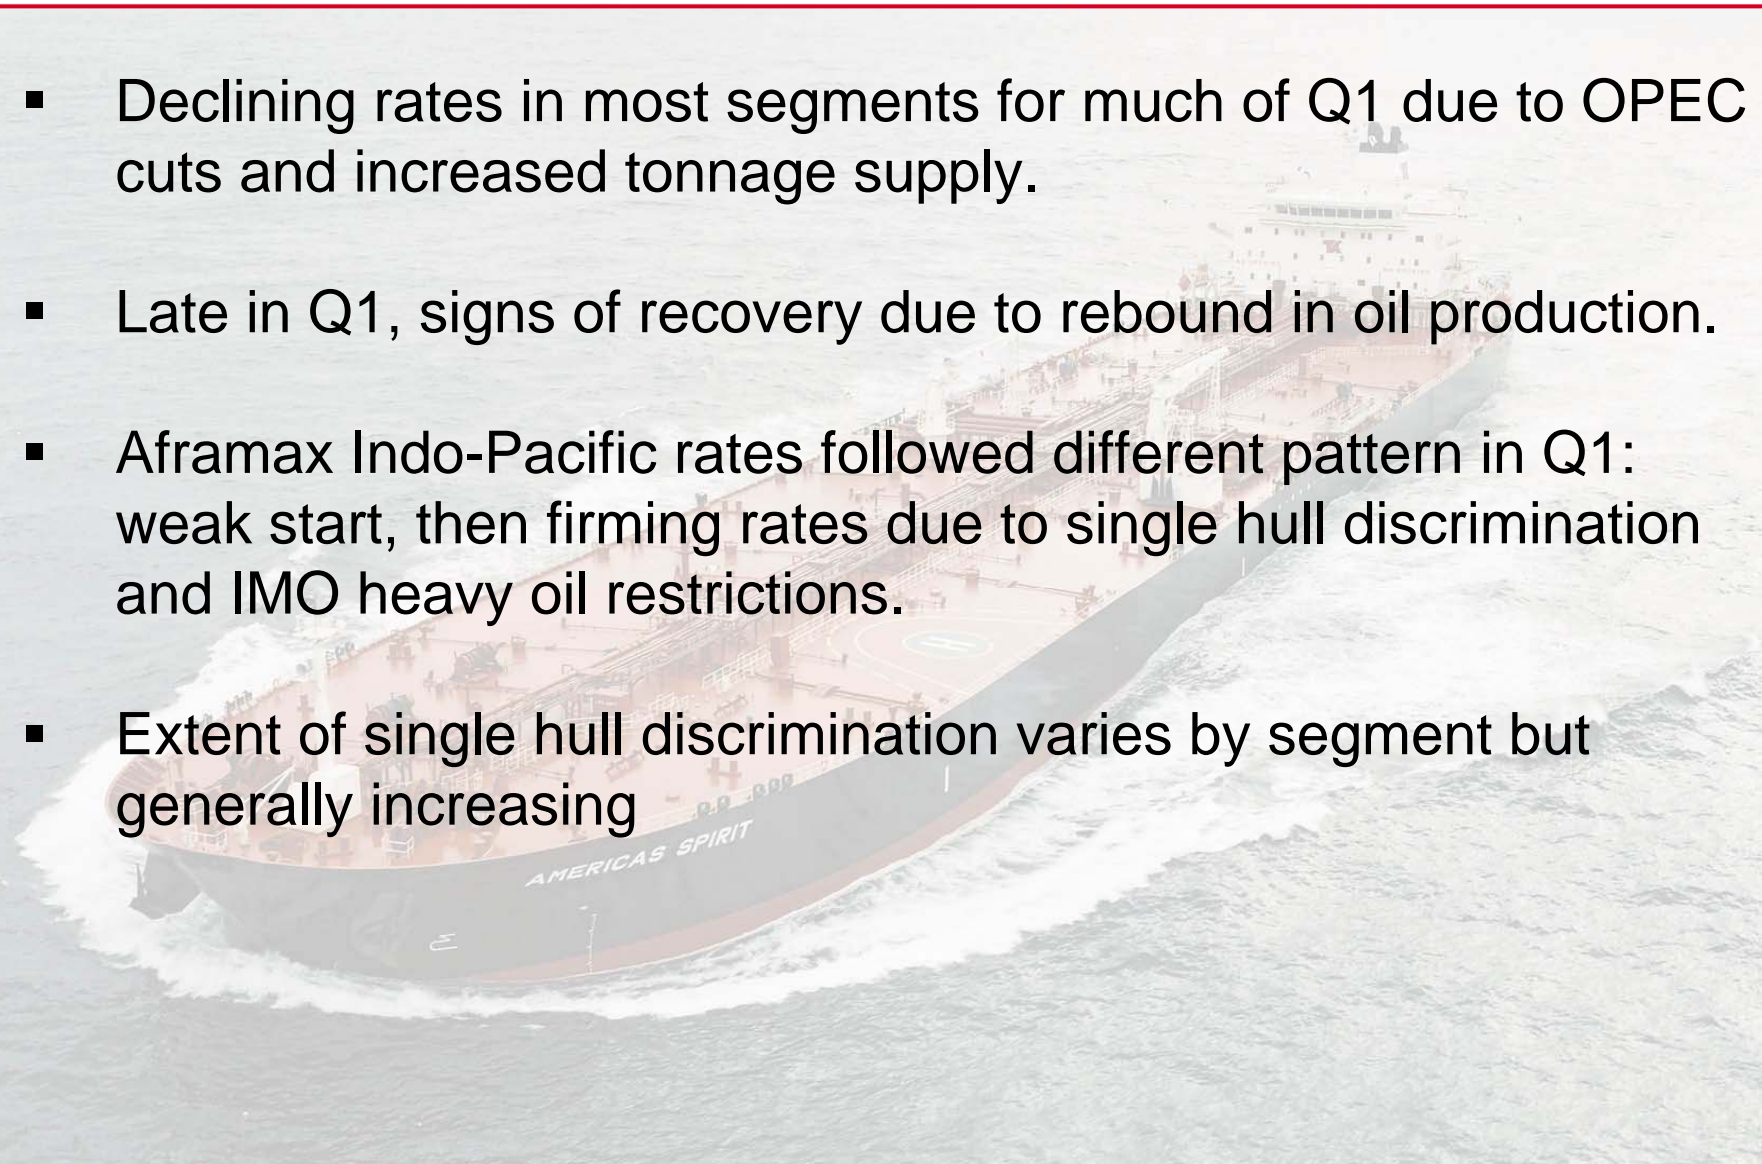 ▪ Declining rates in most segments for much of Q1 due to OPEC
cuts and increased tonnage supply.
▪ Late in Q1, signs of recovery due to rebound in oil production.
▪ Aframax Indo-Pacific rates followed different pattern in Q1:
weak start, then firming rates due to single hull discrimination
and IMO heavy oil restrictions.
▪ Extent of single hull discrimination varies by segment but
generally increasing
AMERICAS SPIRIT